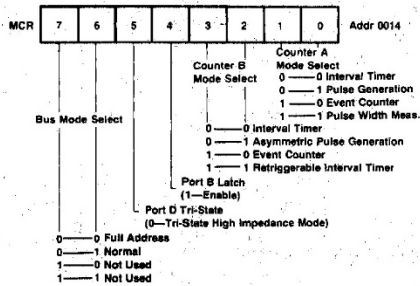 MCR 7 6 5 4 3 2 1 0 Addr 0014
Counter A
Mode Select
0 — 0 Interval Timer
0 — 1 Pulse Generation
1 — 0 Event Counter
1 — 1 Pulse Width Meas.
Counter B
Mode Select
0 — 0 Interval Timer
0 — 1 Asymmetric Pulse Generation
1 — 0 Event Counter
1 — 1 Retriggerable Interval Timer
Port B Latch
(1—Enable)
Port D Tri-State
(0—Tri-State High Impedance Mode)
Bus Mode Select
0 — 0 Full Address
0 — 1 Normal
1 — 0 Not Used
1 — 1 Not Used